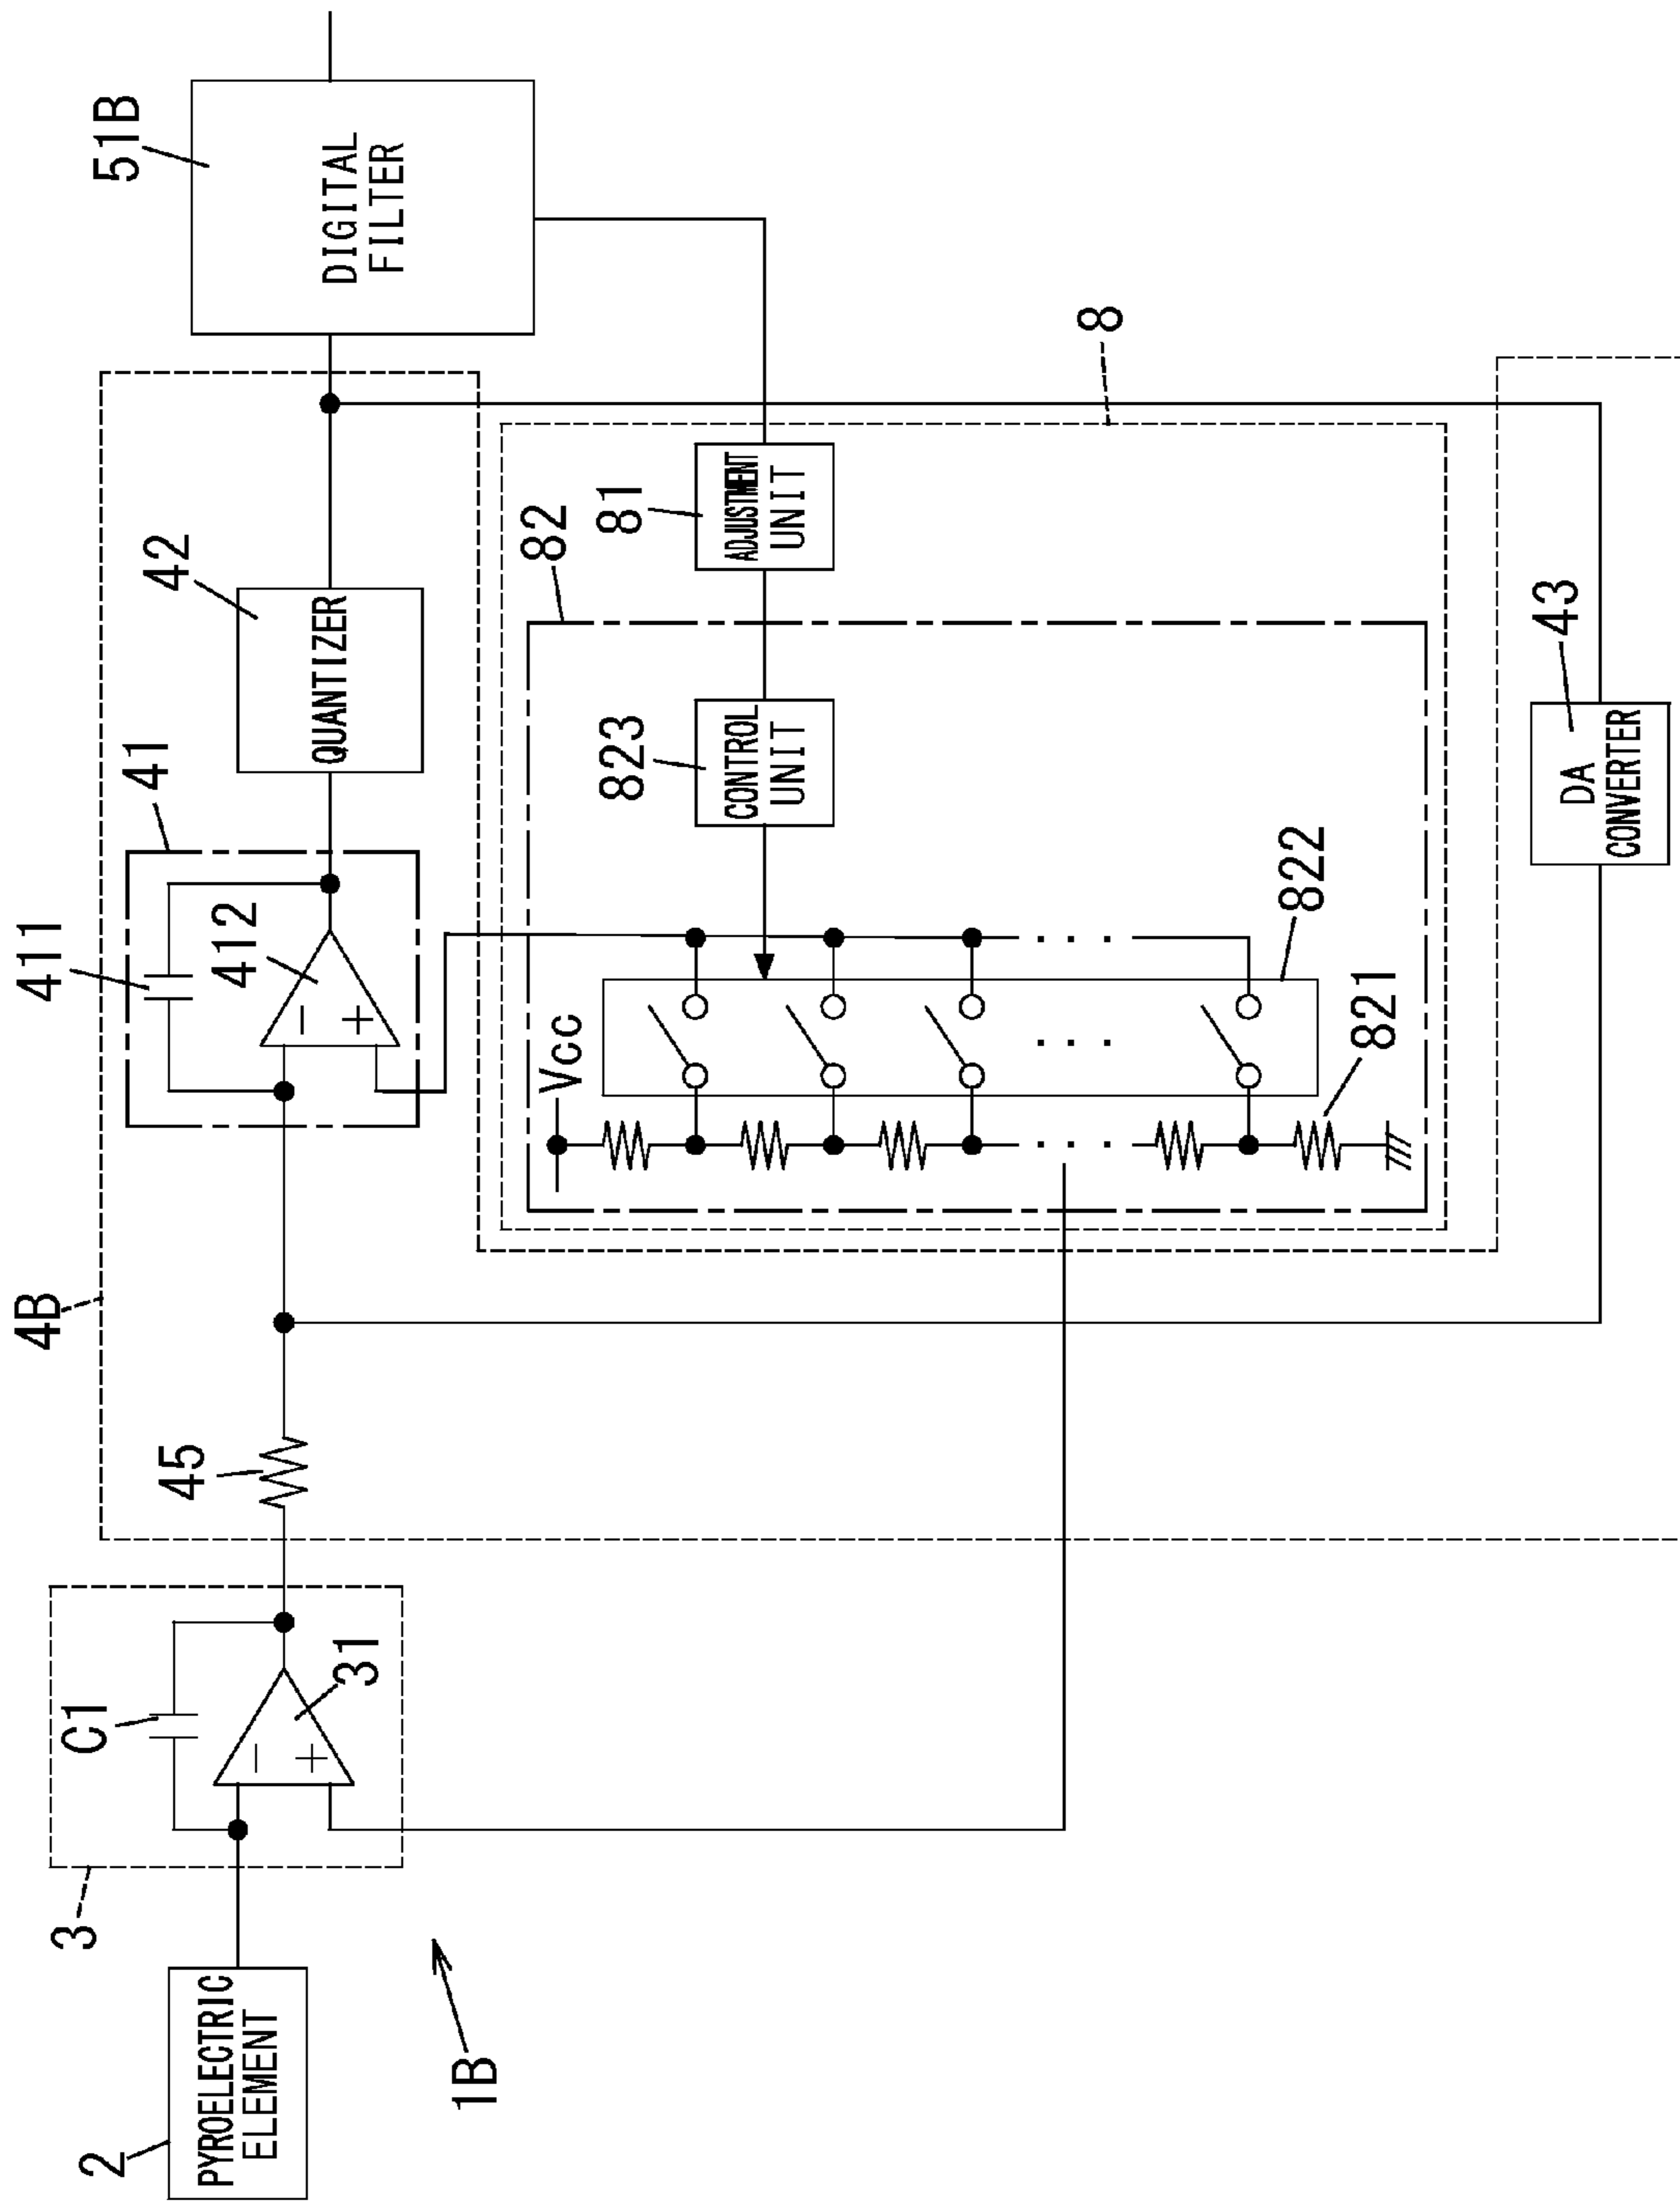 51B
DIGITAL
FILTER
8
42
QUANTIZER
82
81
ADJUSTMENT
UNIT
41
411
412
−
+
823
CONTROL
UNIT
43
DA
CONVERTER
822
821
Vcc
. . .
. . .
. . .
4B
45
C1
31
−
+
3
2
PYROELECTRIC
ELEMENT
1B